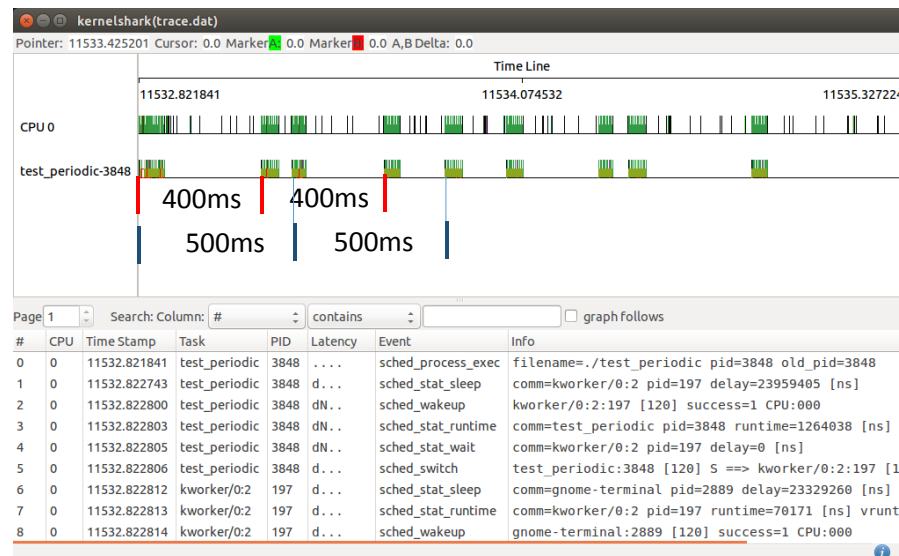 kernelshark(trace.dat)
Pointer: 11533.425201 Cursor: 0.0 Marker A: 0.0 Marker B: 0.0 A,B Delta: 0.0
Time Line
11532.821841 11534.074532 11535.327224
CPU 0
test_periodic-3848
400ms 400ms
500ms 500ms
Page 1 Search: Column: # contains graph follows
# CPU Time Stamp Task PID Latency Event Info
0 0 11532.821841 test_periodic 3848 .... sched_process_exec filename=./test_periodic pid=3848 old_pid=3848
1 0 11532.822743 test_periodic 3848 d... sched_stat_sleep comm=kworker/0:2 pid=197 delay=23959405 [ns]
2 0 11532.822800 test_periodic 3848 dN.. sched_wakeup kworker/0:2:197 [120] success=1 CPU:000
3 0 11532.822803 test_periodic 3848 dN.. sched_stat_runtime comm=test_periodic pid=3848 runtime=1264038 [ns]
4 0 11532.822805 test_periodic 3848 dN.. sched_stat_wait comm=kworker/0:2 pid=197 delay=0 [ns]
5 0 11532.822806 test_periodic 3848 d... sched_switch test_periodic:3848 [120] S ==> kworker/0:2:197 [1
6 0 11532.822812 kworker/0:2 197 d... sched_stat_sleep comm=gnome-terminal pid=2889 delay=23329260 [ns]
7 0 11532.822813 kworker/0:2 197 d... sched_stat_runtime comm=kworker/0:2 pid=197 runtime=70171 [ns] vrunt
8 0 11532.822814 kworker/0:2 197 d... sched_wakeup gnome-terminal:2889 [120] success=1 CPU:000